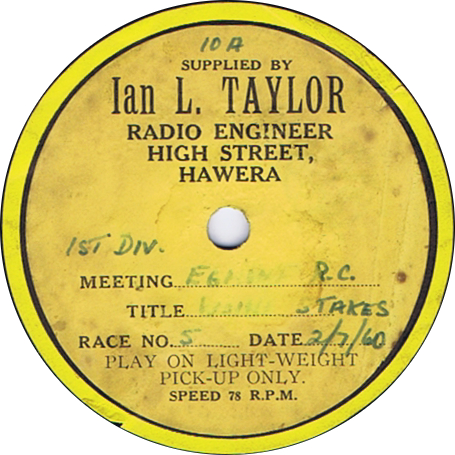 10A
SUPPLIED BY
Ian L. TAYLOR
RADIO ENGINEER
HIGH STREET,
HAWERA
1ST DIV.
MEETING R.C.
TITLE STAKES
RACE NO. 5 DATE 2/7/60
PLAY ON LIGHT-WEIGHT
PICK-UP ONLY.
SPEED 78 R.P.M.